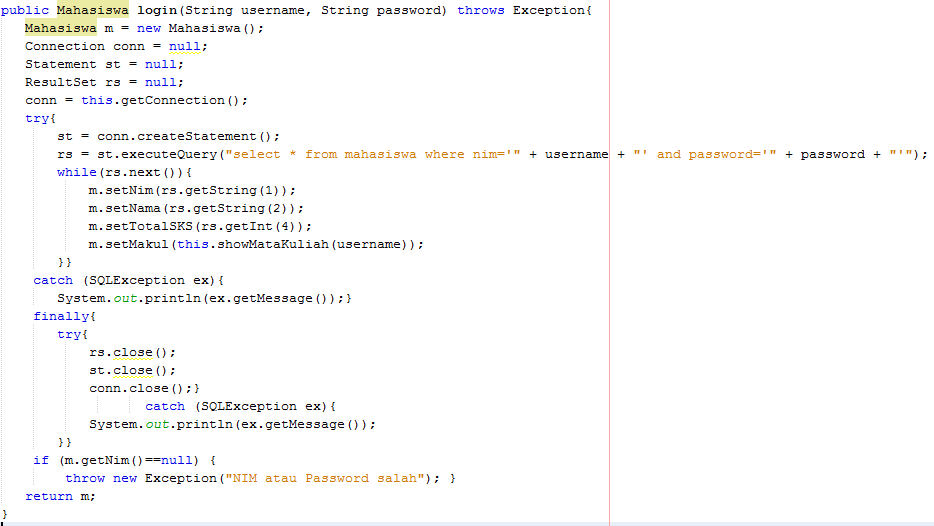 public Mahasiswa login(String username, String password) throws Exception{
Mahasiswa m = new Mahasiswa();
Connection conn = null;
Statement st = null;
ResultSet rs = null;
conn = this.getConnection();
try{
st = conn.createStatement();
rs = st.executeQuery("select * from mahasiswa where nim='" + username + "' and password='" + password + "'");
while(rs.next()){
m.setNim(rs.getString(1));
m.setNama(rs.getString(2));
m.setTotalSKS(rs.getInt(4));
m.setMakul(this.showMataKuliah(username));
}}
catch (SQLException ex){
System.out.println(ex.getMessage());}
finally{
try{
rs.close();
st.close();
conn.close();}
catch (SQLException ex){
System.out.println(ex.getMessage());
}}
if (m.getNim()==null) {
throw new Exception("NIM atau Password salah"); }
return m;
}